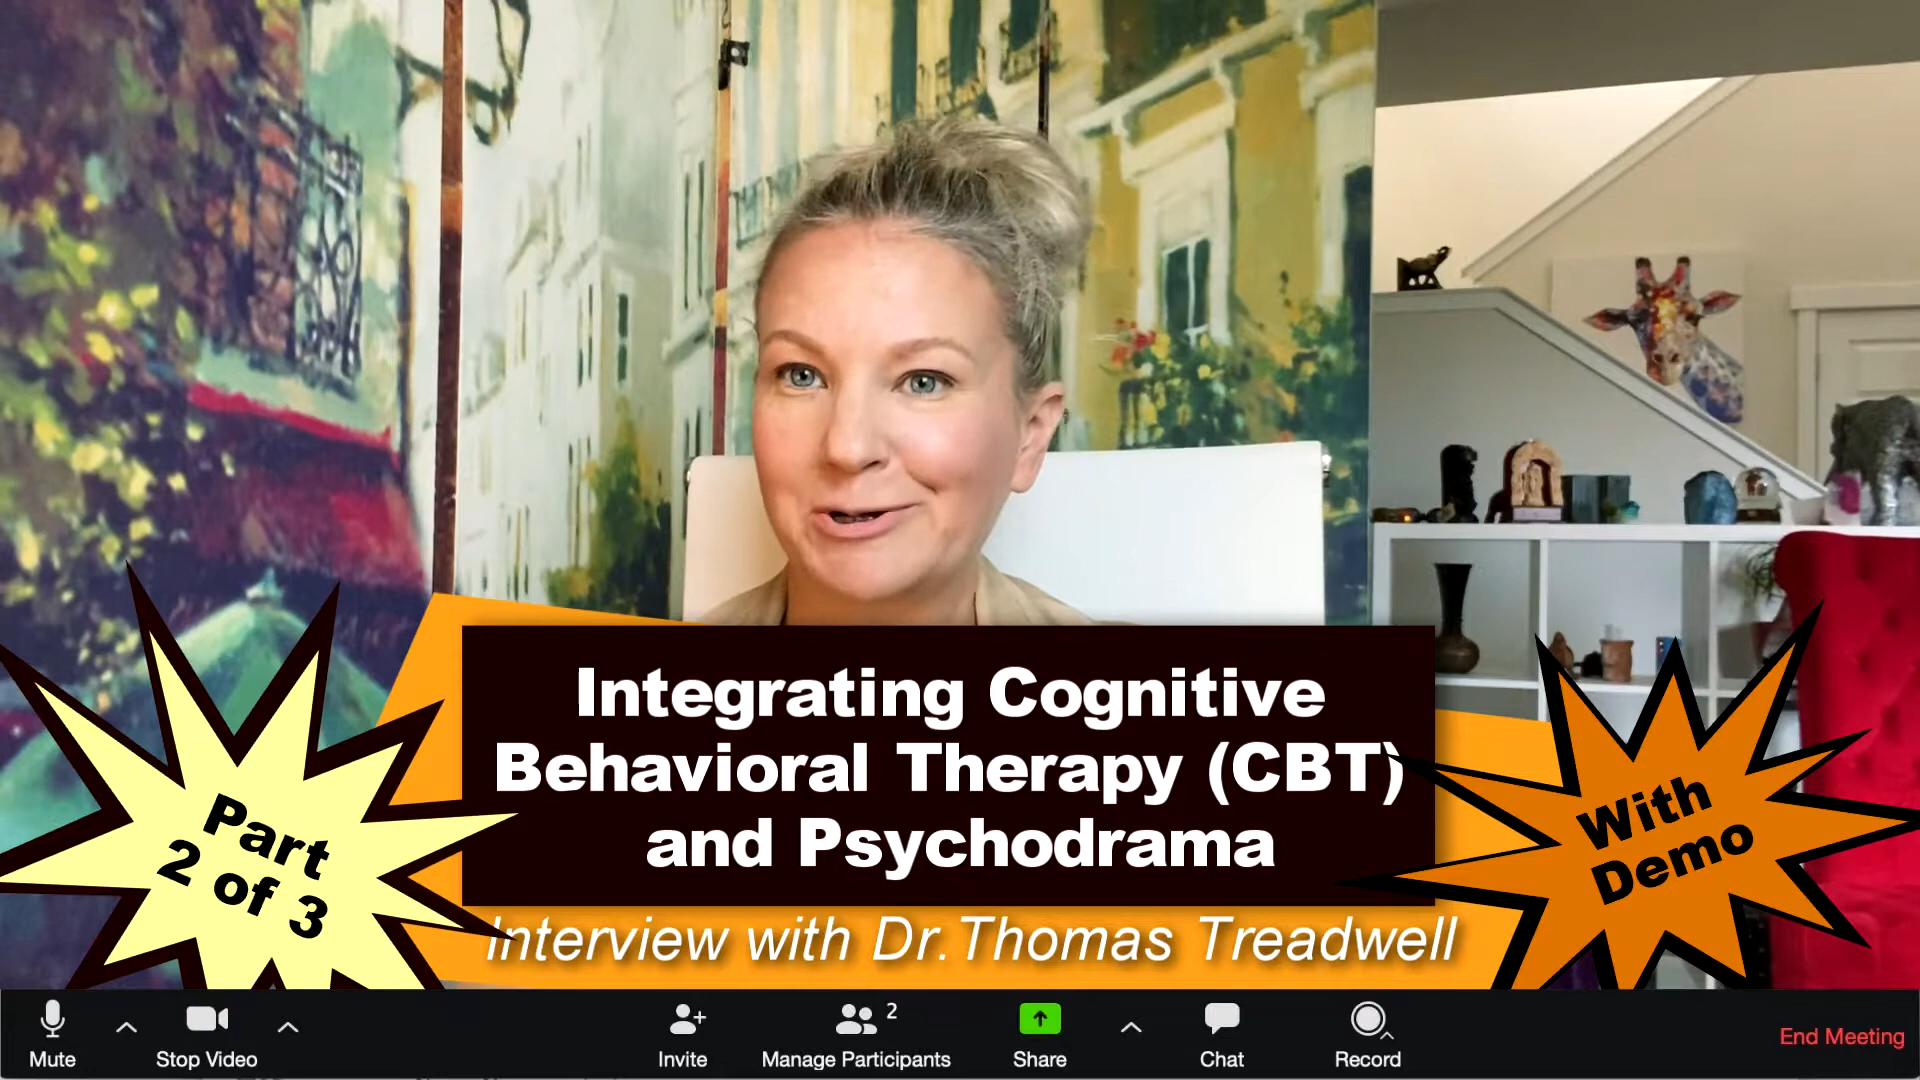 Integrating Cognitive
Behavioral Therapy (CBT)
and Psychodrama
Interview with Dr. Thomas Treadwell
Part
2 of 3
With
Demo
Mute
Stop Video
Invite
2
Manage Participants
Share
Chat
Record
End Meeting